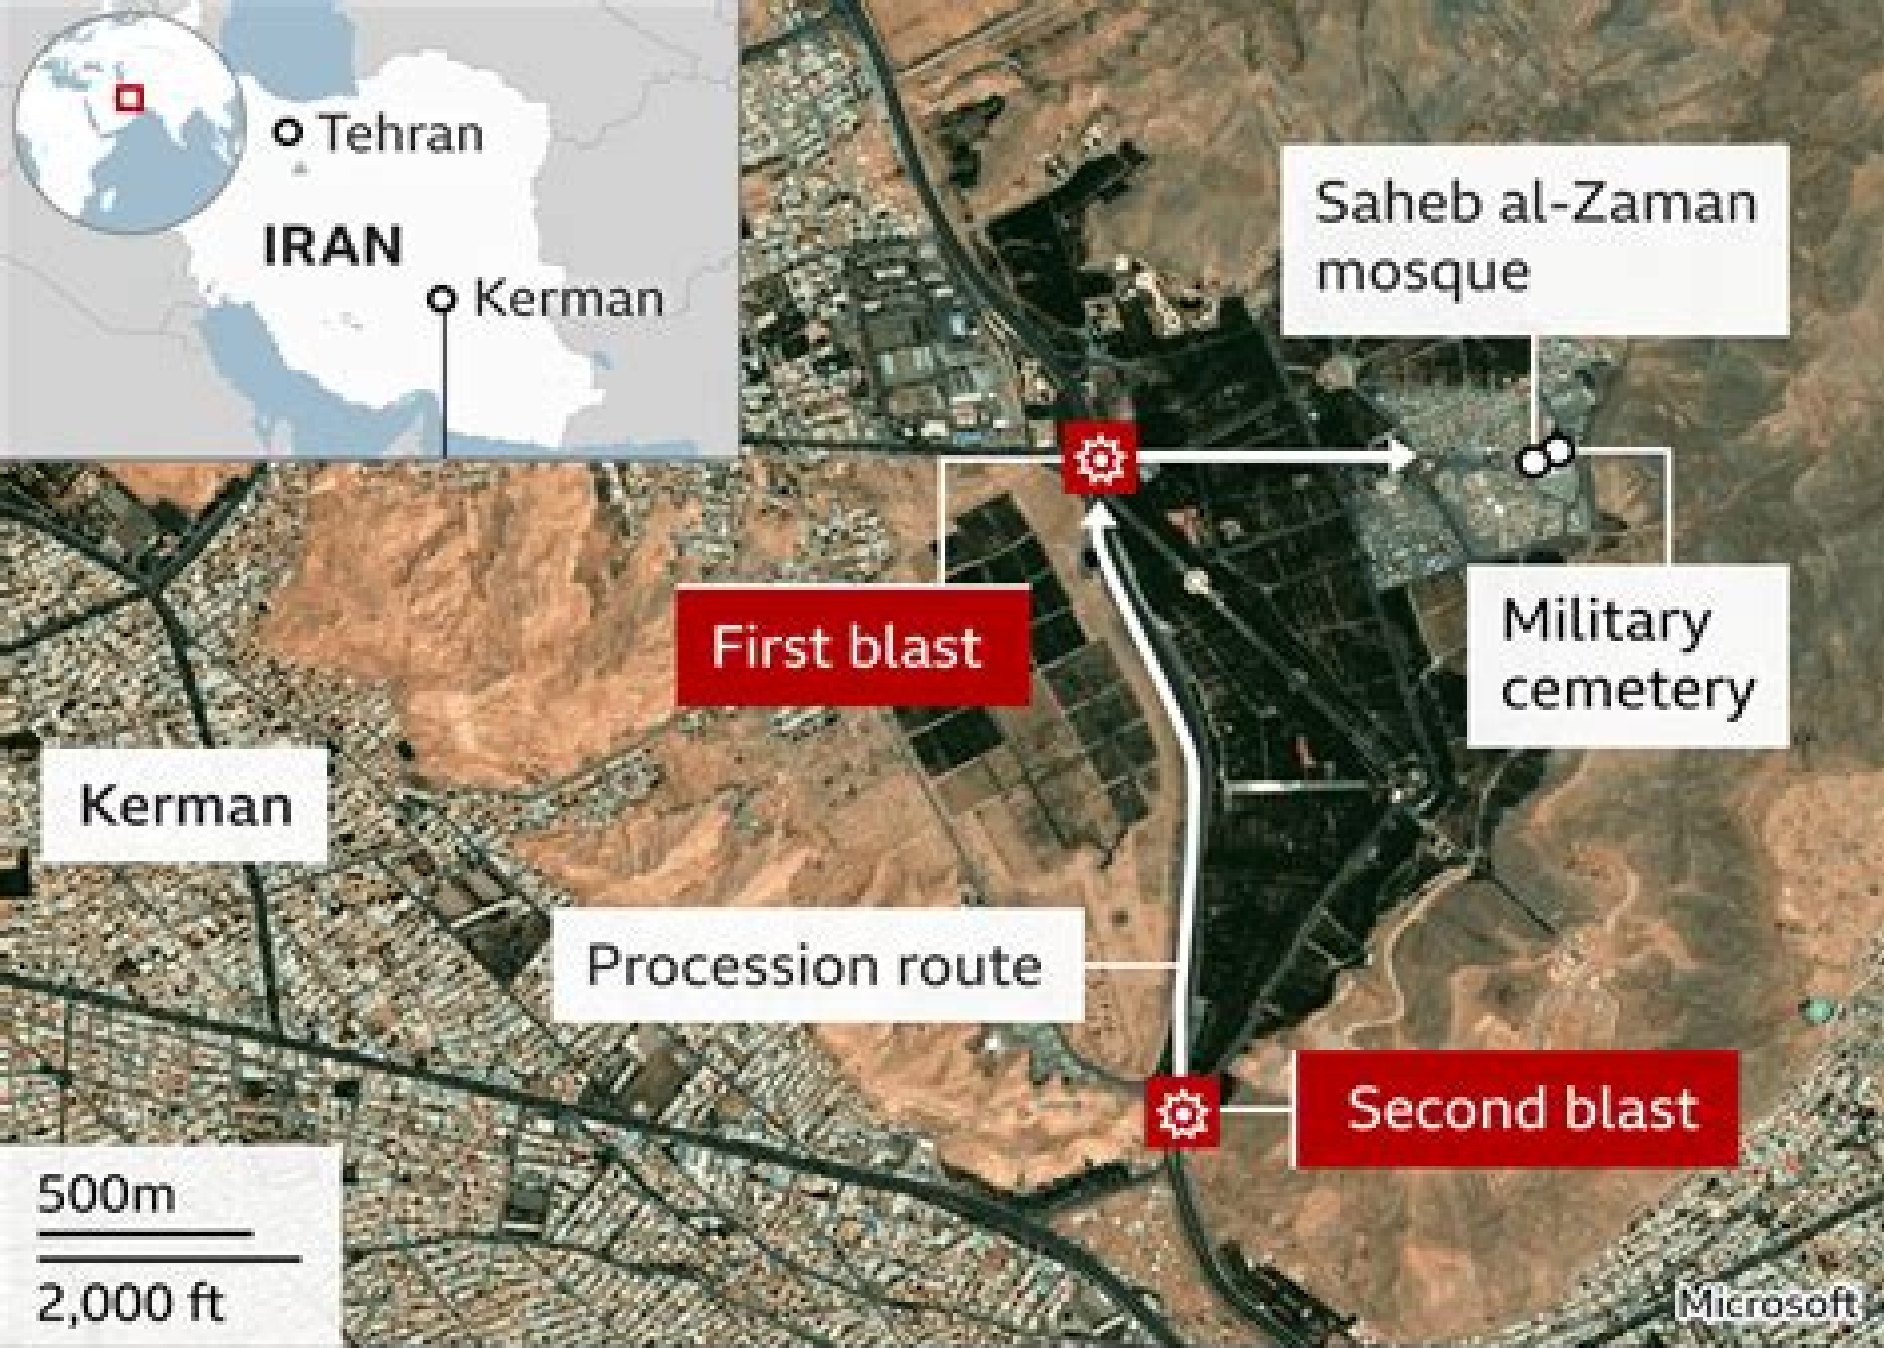 Tehran
IRAN
Kerman
Saheb al-Zaman
mosque
First blast
Military
cemetery
Kerman
Procession route
Second blast
500m
2,000 ft
Microsoft